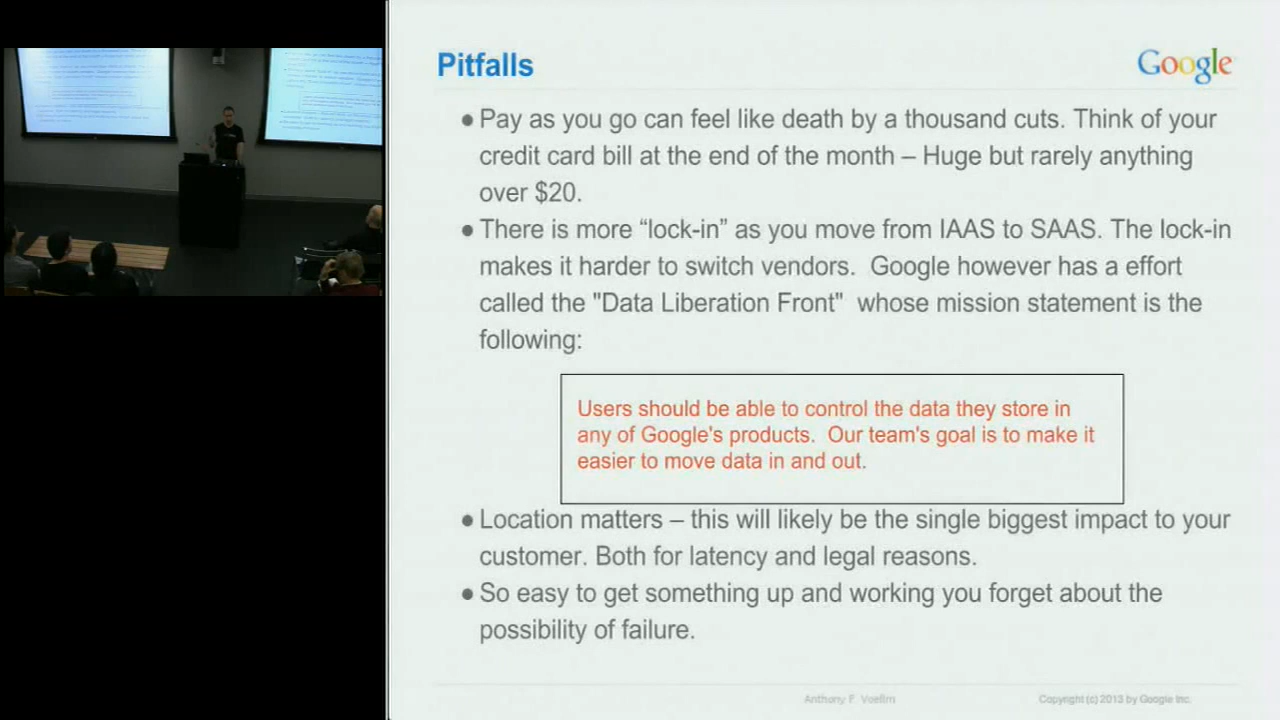 Pitfalls
Google
● Pay as you go can feel like death by a thousand cuts. Think of your
credit card bill at the end of the month – Huge but rarely anything
over $20.
● There is more “lock-in” as you move from IAAS to SAAS. The lock-in
makes it harder to switch vendors.  Google however has a effort
called the "Data Liberation Front"  whose mission statement is the
following:
Users should be able to control the data they store in
any of Google's products.  Our team's goal is to make it
easier to move data in and out.
● Location matters – this will likely be the single biggest impact to your
customer. Both for latency and legal reasons.
● So easy to get something up and working you forget about the
possibility of failure.
Anthony F.
Copyright (c) 2013 by Google Inc.